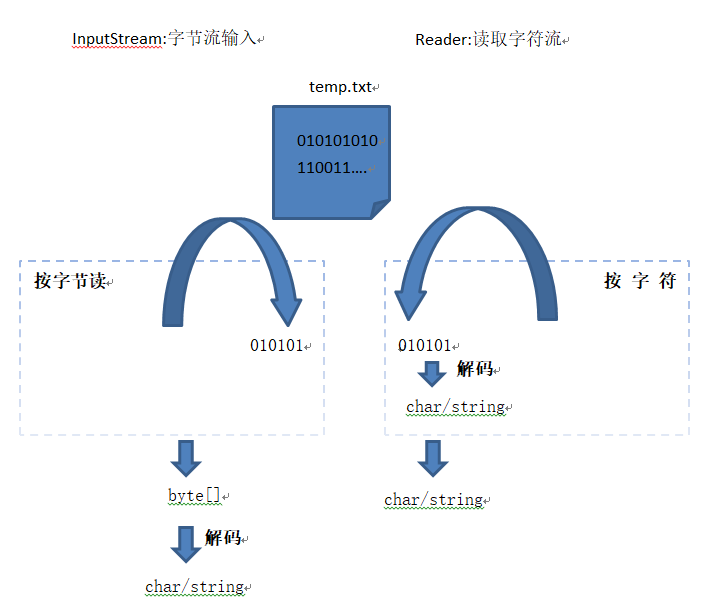 InputStream:字节流输入
Reader:读取字符流
temp.txt
010101010
110011....
按字节读
按 字 符
010101
010101
解码
char/string
byte[]
char/string
解码
char/string